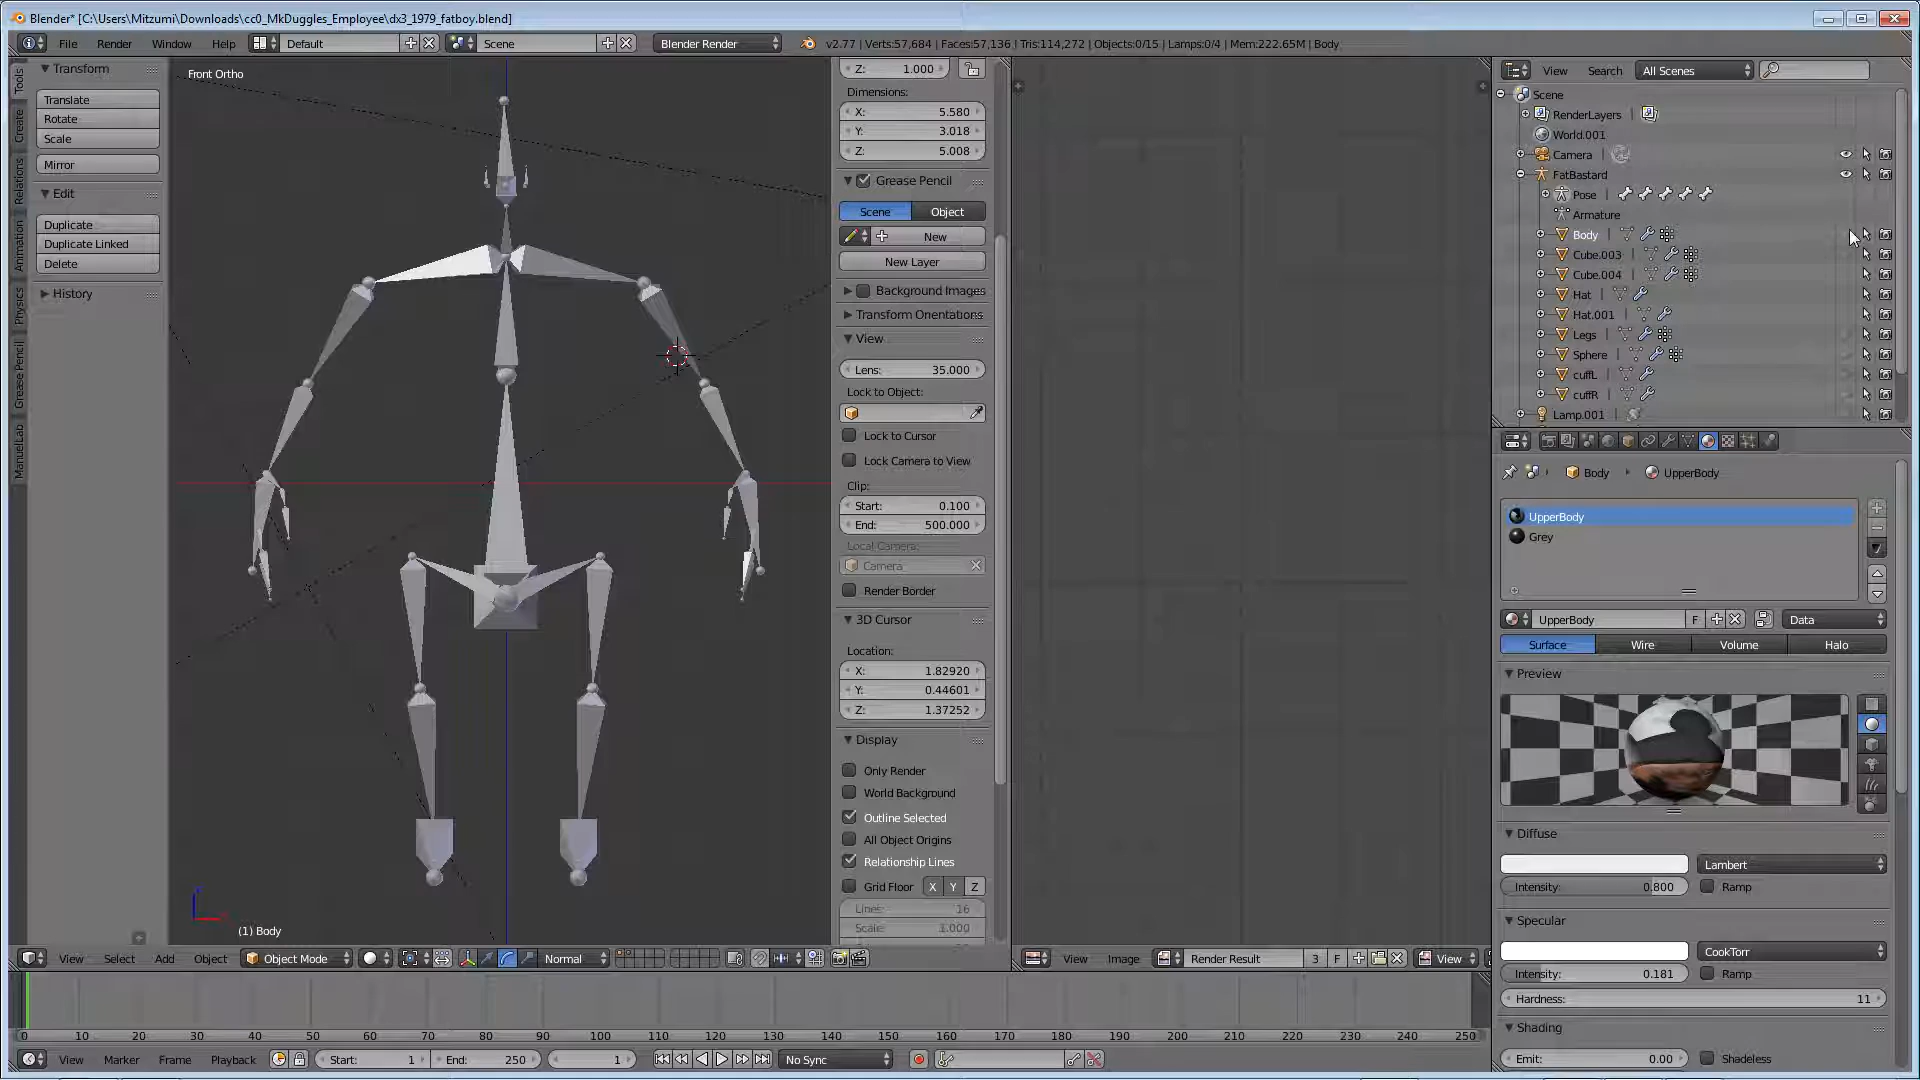 Blender* [C:\Users\Mitzumi\Downloads\cc0_MkDuggles_Employee\dx3_1979_fatboy.blend]
File Render Window Help Default Scene Blender Render v2.77 | Verts:57,684 | Faces:57,136 | Tris:114,272 | Objects:0/15 | Lamps:0/4 | Mem:222.65M | Body
Tools
Create
Relations
Animation
Physics
Grease Pencil
ManuelLab
Transform
Translate
Rotate
Scale
Mirror
Edit
Duplicate
Duplicate Linked
Delete
History
Front Ortho
(1) Body
Z: 1.000
Dimensions:
X: 5.580
Y: 3.018
Z: 5.008
Grease Pencil
Scene Object
New
New Layer
Background Images
Transform Orientations
View
Lens: 35.000
Lock to Object:
Lock to Cursor
Lock Camera to View
Clip:
Start: 0.100
End: 500.000
Local Camera:
Camera
Render Border
3D Cursor
Location:
X: 1.82920
Y: 0.44601
Z: 1.37252
Display
Only Render
World Background
Outline Selected
All Object Origins
Relationship Lines
Grid Floor X Y Z
Lines: 16
Scale: 1.000
View Search All Scenes
Scene
RenderLayers
World.001
Camera
FatBastard
Pose
Armature
Body
Cube.003
Cube.004
Hat
Hat.001
Legs
Sphere
cuffL
cuffR
Lamp.001
Body UpperBody
UpperBody
Grey
UpperBody F Data
Surface Wire Volume Halo
Preview
Diffuse
Lambert
Intensity: 0.800 Ramp
Specular
CookTorr
Intensity: 0.181 Ramp
Hardness: 11
Shading
Emit: 0.00 Shadeless
View Select Add Object Object Mode Normal
View Image Render Result 3 F View
0 10 20 30 40 50 60 70 80 90 100 110 120 130 140 150 160 170 180 190 200 210 220 230 240 250
View Marker Frame Playback Start: 1 End: 250 1 No Sync